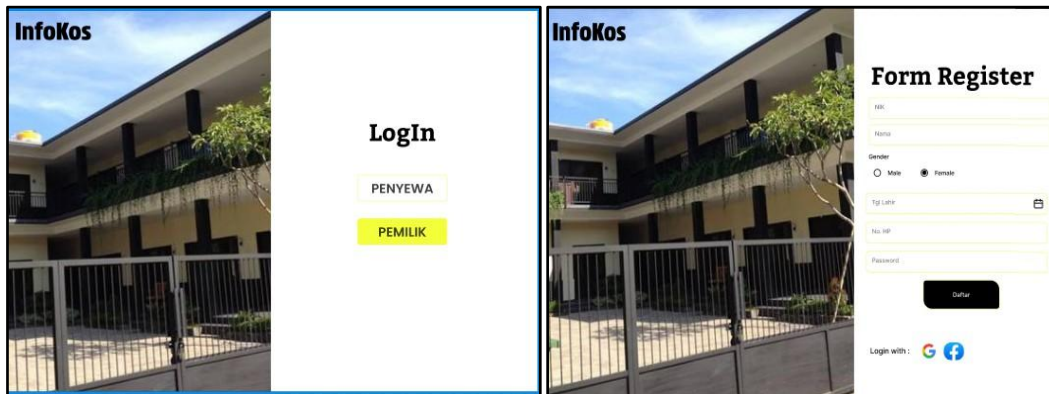 InfoKos
LogIn
PENYEWA
PEMILIK
InfoKos
Form Register
NIK
Nama
Gender
Male Female
Tgl Lahir
No. HP
Password
Daftar
Login with :